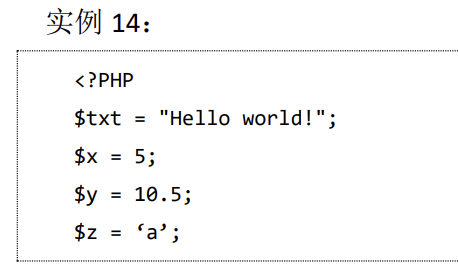 实例 14：
<?PHP
$txt = "Hello world!";
$x = 5;
$y = 10.5;
$z = ‘a’;